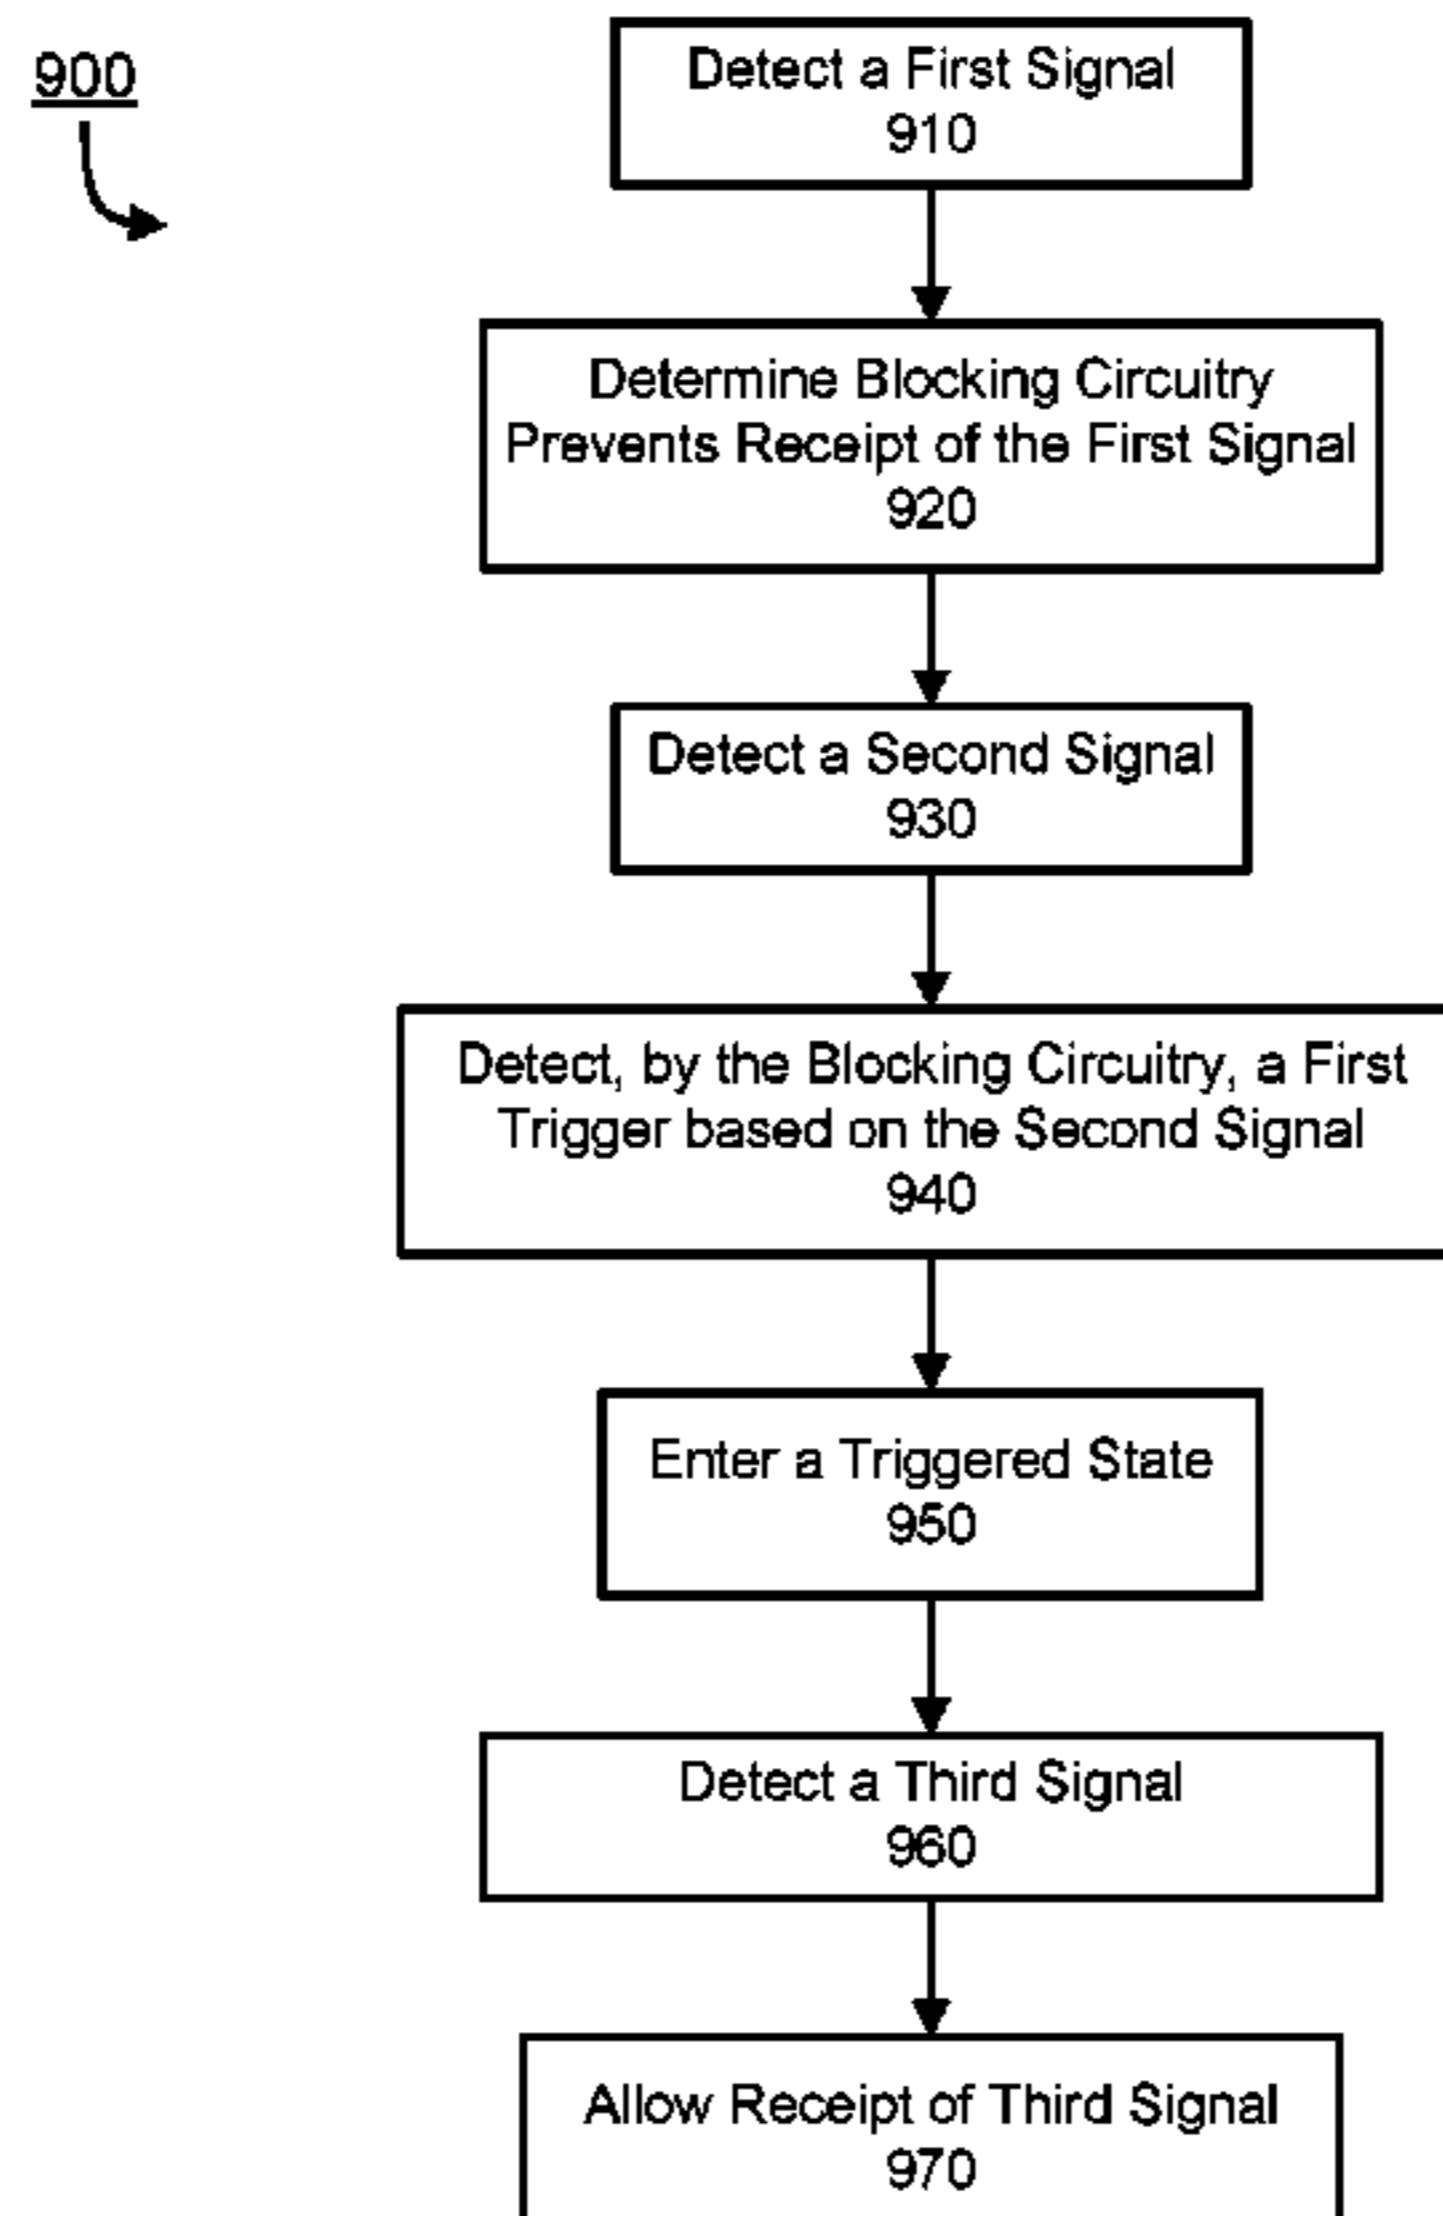 900
Detect a First Signal
910
Determine Blocking Circuitry
Prevents Receipt of the First Signal
920
Detect a Second Signal
930
Detect, by the Blocking Circuitry, a First
Trigger based on the Second Signal
940
Enter a Triggered State
950
Detect a Third Signal
960
Allow Receipt of Third Signal
970